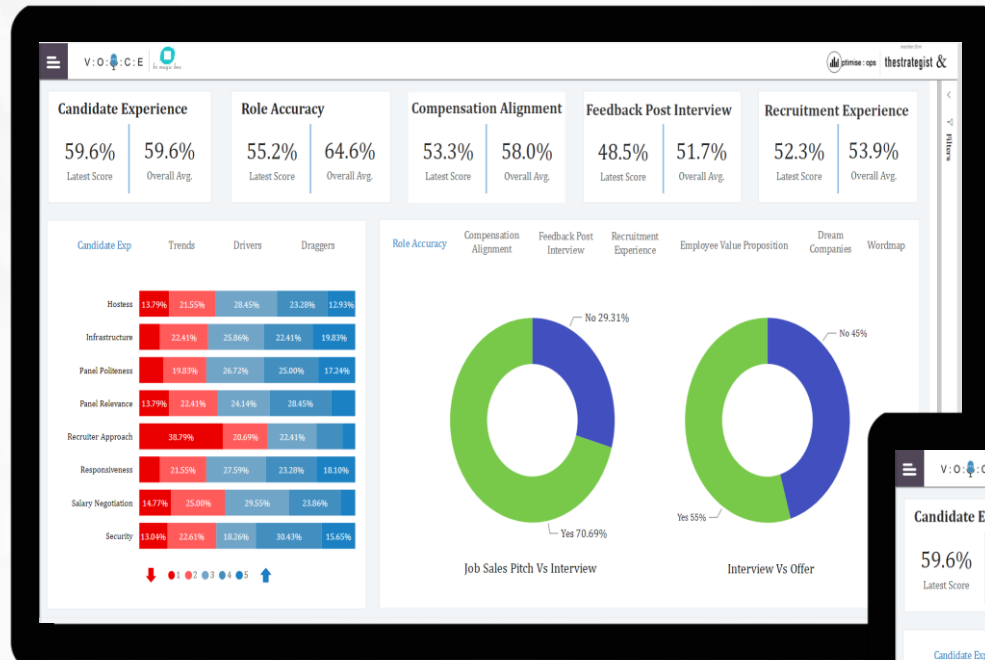 V:O:C:E
member firm
optimise : ops
thestrategist &
Candidate Experience
59.6% 59.6%
Latest Score Overall Avg.
Role Accuracy
55.2% 64.6%
Latest Score Overall Avg.
Compensation Alignment
53.3% 58.0%
Latest Score Overall Avg.
Feedback Post Interview
48.5% 51.7%
Latest Score Overall Avg.
Recruitment Experience
52.3% 53.9%
Latest Score Overall Avg.
Filters
Candidate Exp Trends Drivers Draggers
Hostess 13.79% 21.55% 28.45% 23.28% 12.93%
Infrastructure 22.41% 25.86% 22.41% 19.83%
Panel Politeness 19.83% 26.72% 25.00% 17.24%
Panel Relevance 13.79% 22.41% 24.14% 28.45%
Recruiter Approach 38.79% 20.69% 22.41%
Responsiveness 21.55% 27.59% 23.28% 18.10%
Salary Negotiation 14.77% 25.00% 29.55% 23.86%
Security 13.04% 22.61% 18.26% 30.43% 15.65%
1 2 3 4 5
Role Accuracy
Compensation
Alignment
Feedback Post
Interview
Recruitment
Experience
Employee Value Proposition
Dream
Companies
Wordmap
No 29.31%
Yes 70.69%
Job Sales Pitch Vs Interview
No 45%
Yes 55%
Interview Vs Offer
V:O:C
Candidate E
59.6%
Latest Score
Candidate Exp